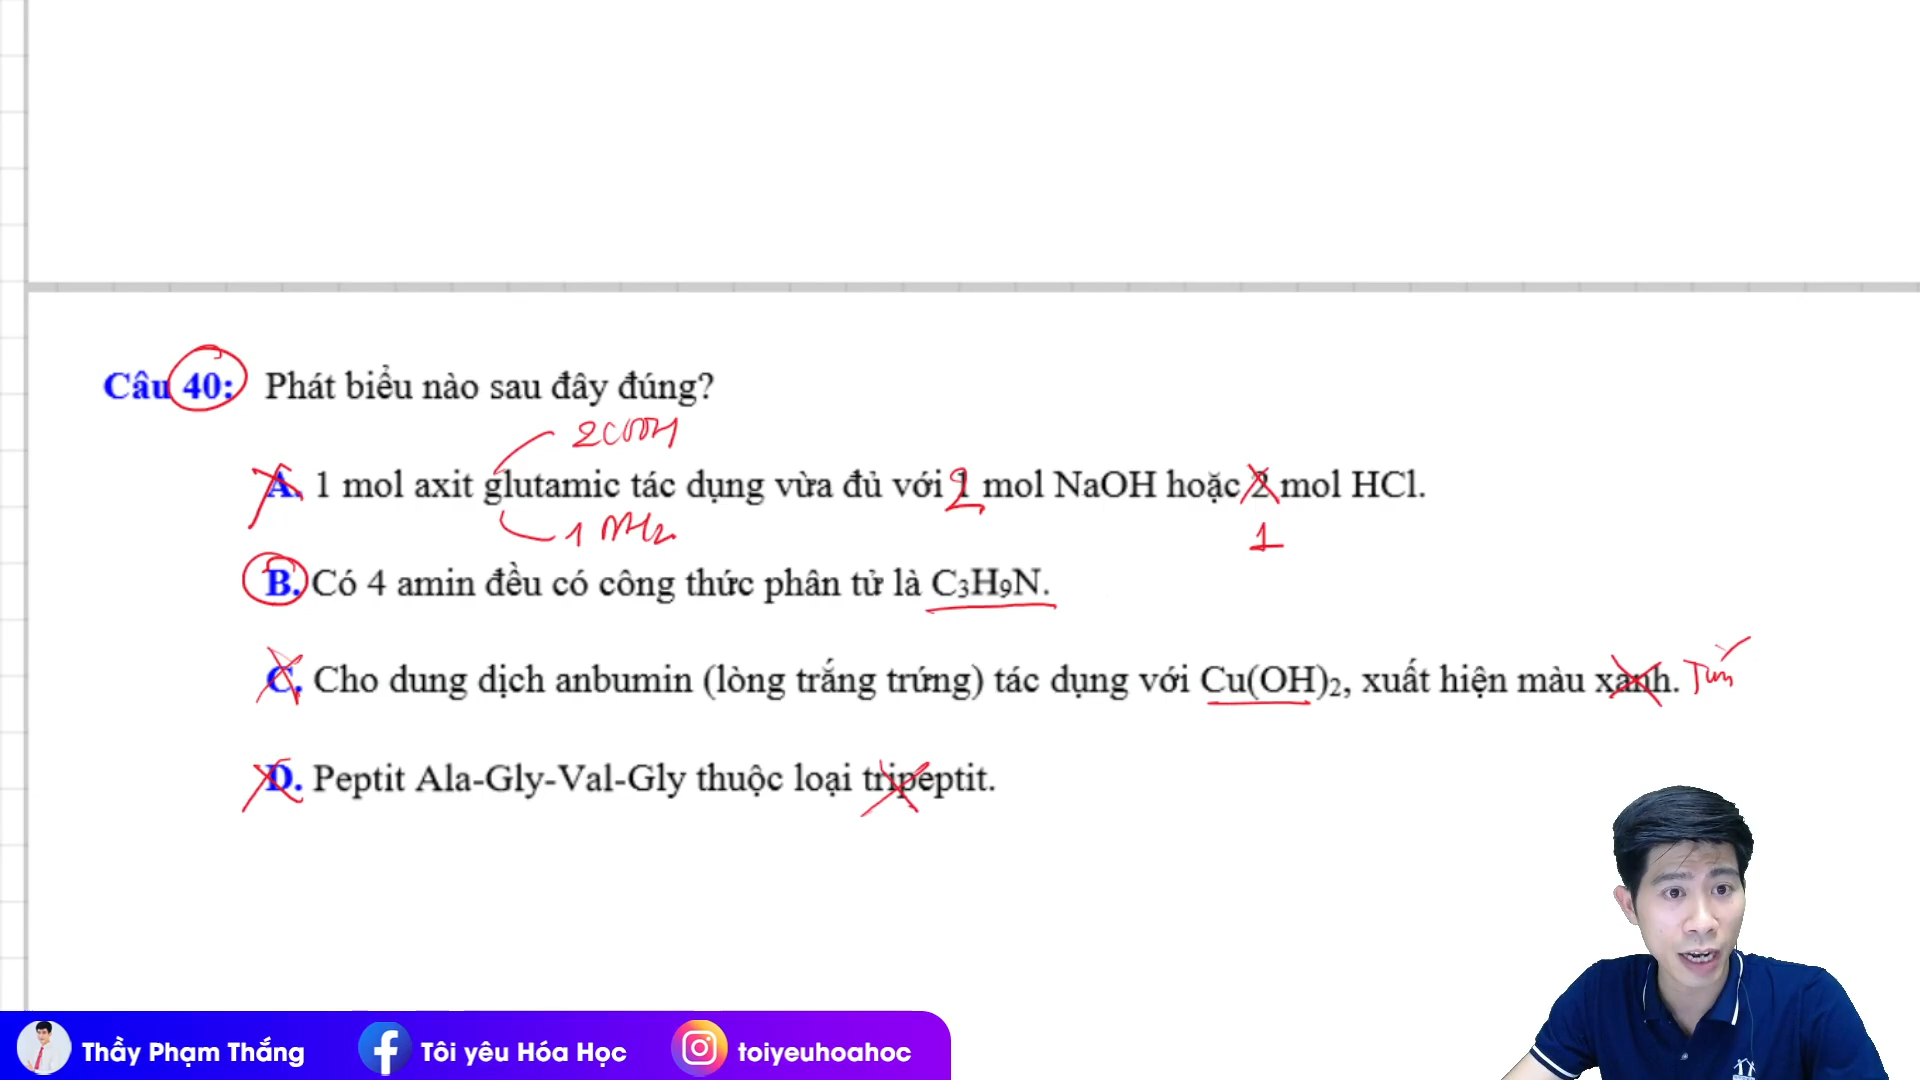 Câu 40: Phát biểu nào sau đây đúng?
2COOH
A. 1 mol axit glutamic tác dụng vừa đủ với 2 mol NaOH hoặc 2 mol HCl.
1 NH2
1
B. Có 4 amin đều có công thức phân tử là C₃H₉N.
C. Cho dung dịch anbumin (lòng trắng trứng) tác dụng với Cu(OH)₂, xuất hiện màu xanh. Tím
D. Peptit Ala-Gly-Val-Gly thuộc loại tripeptit.
Thầy Phạm Thắng
Tôi yêu Hóa Học
toiyeuhoahoc